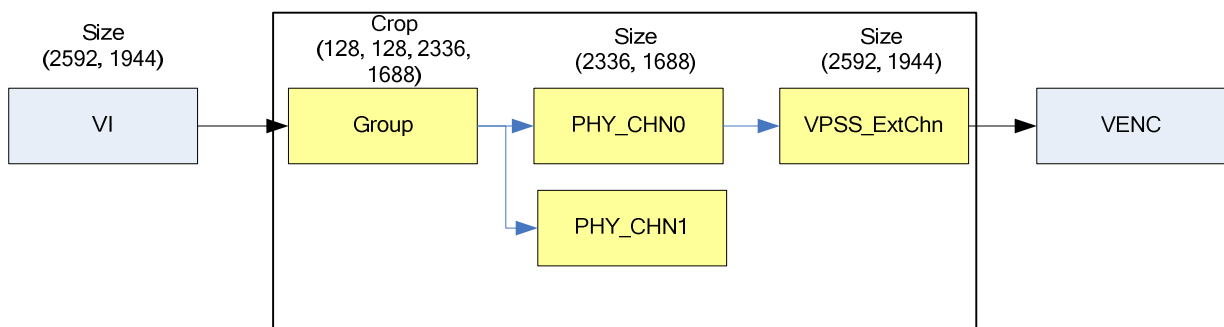 Size
(2592, 1944)
Crop
(128, 128, 2336,
1688)
Size
(2336, 1688)
Size
(2592, 1944)
VI
Group
PHY_CHN0
VPSS_ExtChn
VENC
PHY_CHN1